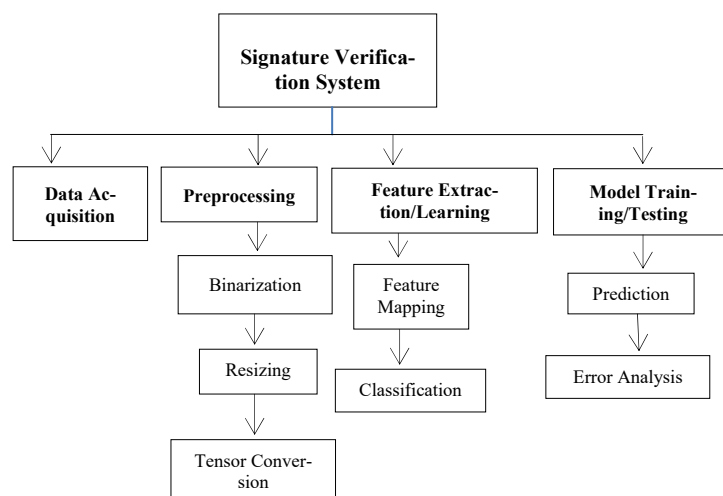 Signature Verifica-
tion System
Data Ac-
quisition
Preprocessing
Feature Extrac-
tion/Learning
Model Train-
ing/Testing
Binarization
Feature
Mapping
Prediction
Resizing
Classification
Error Analysis
Tensor Conver-
sion